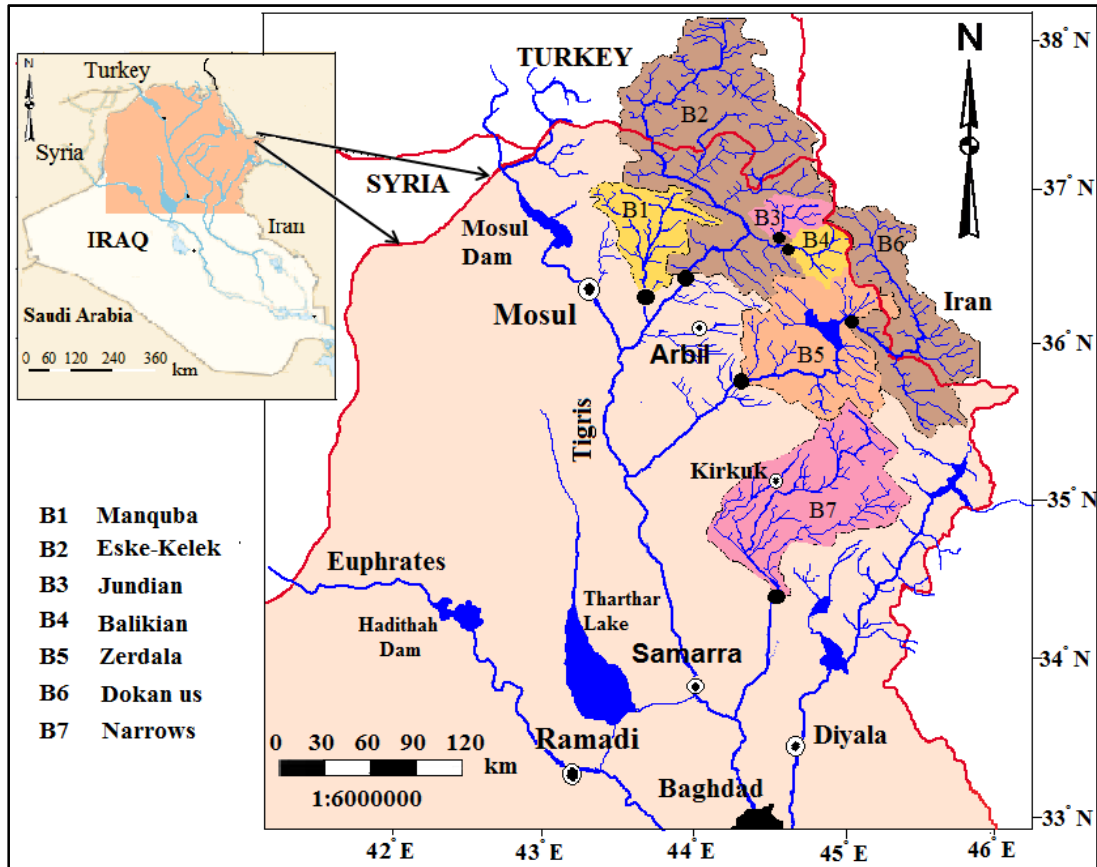 N
Turkey
Syria
Iran
IRAQ
Saudi Arabia
0 60 120 240 360
km
TURKEY
SYRIA
N
B2
B1
B3
B4
B6
Mosul
Dam
Mosul
Iran
Arbil
B5
Tigris
Kirkuk
B7
B1 Manquba
B2 Eske-Kelek
B3 Jundian
B4 Balikian
B5 Zerdala
B6 Dokan us
B7 Narrows
Euphrates
Hadithah
Dam
Tharthar
Lake
Samarra
Ramadi
Diyala
Baghdad
0 30 60 90 120
km
1:6000000
38° N
37° N
36° N
35° N
34° N
33° N
42° E
43° E
44° E
45° E
46° E